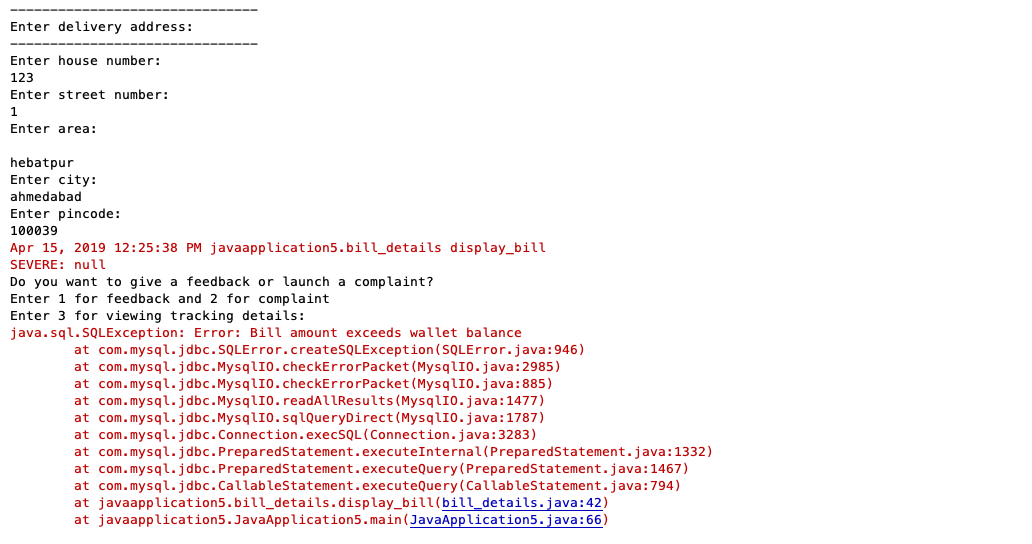 -------------------------------
Enter delivery address:
-------------------------------
Enter house number:
123
Enter street number:
1
Enter area:

hebatpur
Enter city:
ahmedabad
Enter pincode:
100039
Apr 15, 2019 12:25:38 PM javaapplication5.bill_details display_bill
SEVERE: null
Do you want to give a feedback or launch a complaint?
Enter 1 for feedback and 2 for complaint
Enter 3 for viewing tracking details:
java.sql.SQLException: Error: Bill amount exceeds wallet balance
        at com.mysql.jdbc.SQLError.createSQLException(SQLError.java:946)
        at com.mysql.jdbc.MysqlIO.checkErrorPacket(MysqlIO.java:2985)
        at com.mysql.jdbc.MysqlIO.checkErrorPacket(MysqlIO.java:885)
        at com.mysql.jdbc.MysqlIO.readAllResults(MysqlIO.java:1477)
        at com.mysql.jdbc.MysqlIO.sqlQueryDirect(MysqlIO.java:1787)
        at com.mysql.jdbc.Connection.execSQL(Connection.java:3283)
        at com.mysql.jdbc.PreparedStatement.executeInternal(PreparedStatement.java:1332)
        at com.mysql.jdbc.PreparedStatement.executeQuery(PreparedStatement.java:1467)
        at com.mysql.jdbc.CallableStatement.executeQuery(CallableStatement.java:794)
        at javaapplication5.bill_details.display_bill(bill_details.java:42)
        at javaapplication5.JavaApplication5.main(JavaApplication5.java:66)